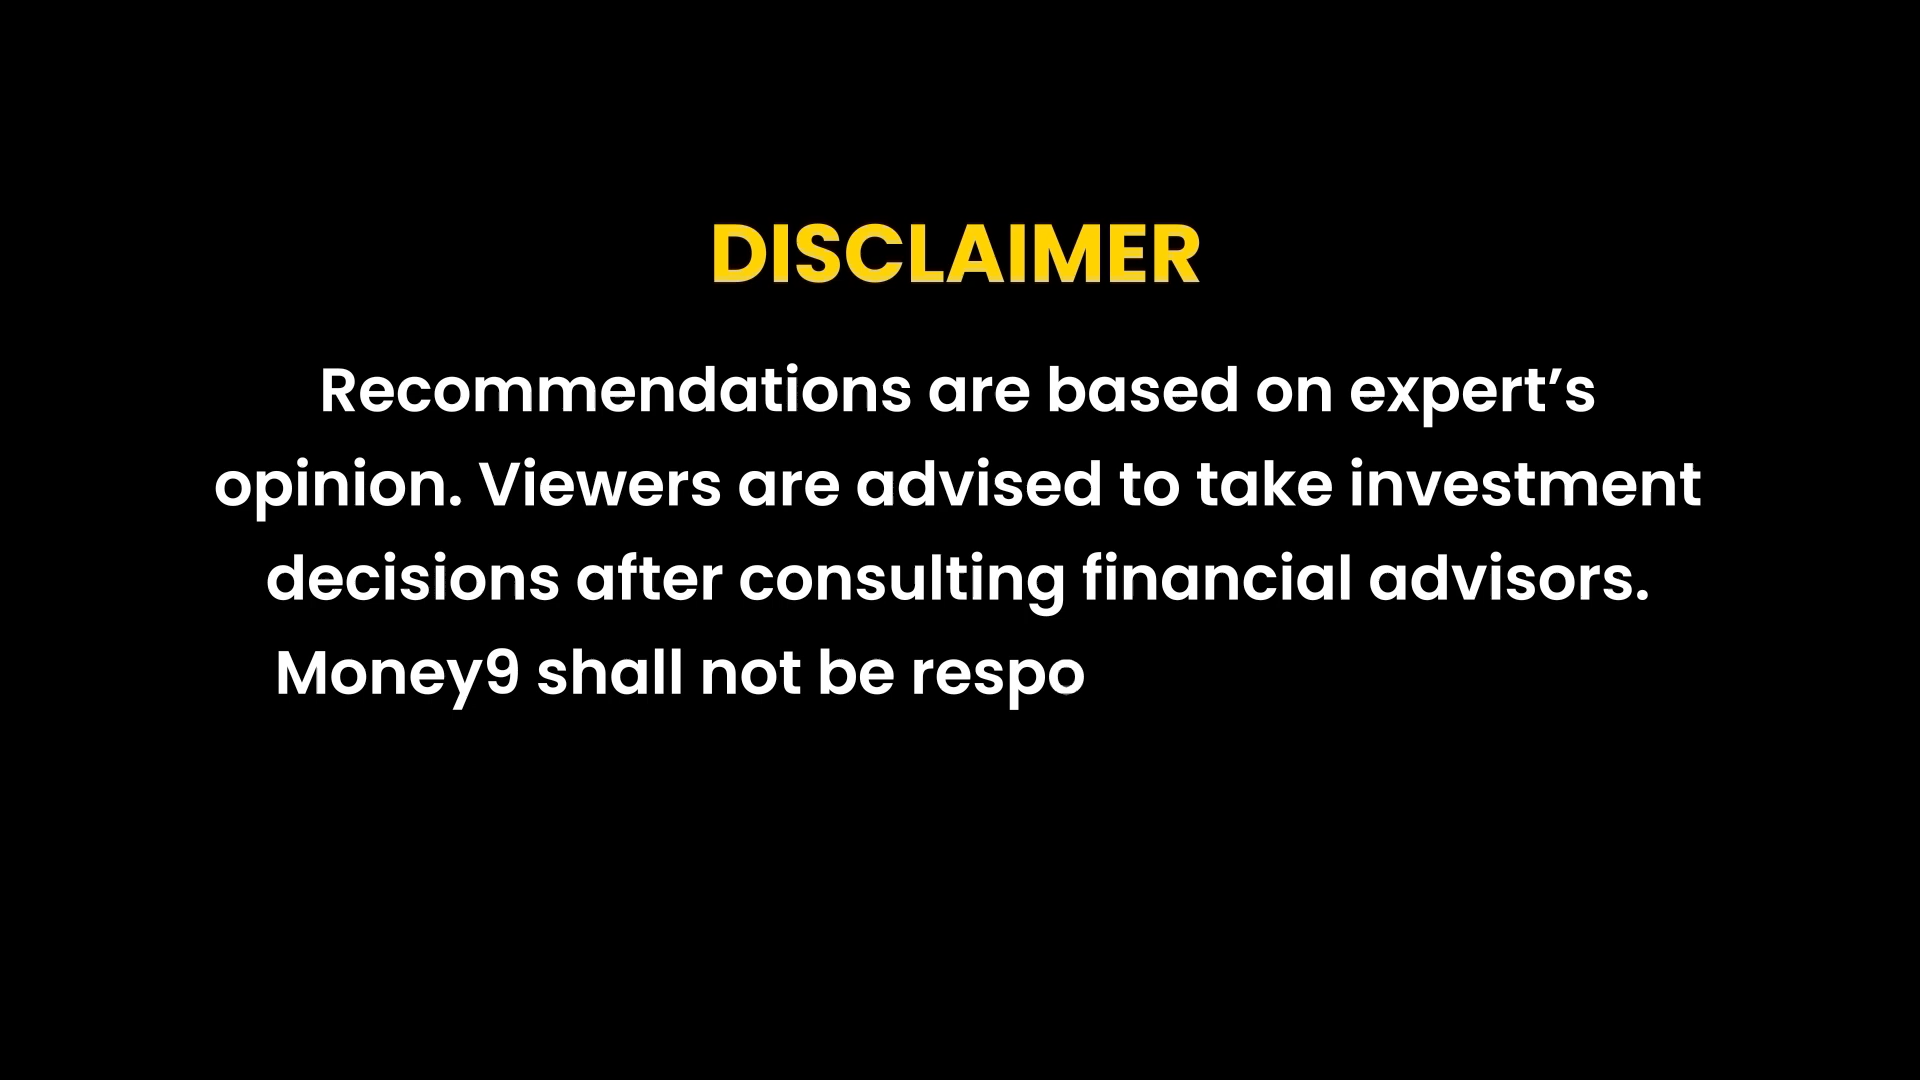 DISCLAIMER
Recommendations are based on expert’s
opinion. Viewers are advised to take investment
decisions after consulting financial advisors.
Money9 shall not be respo